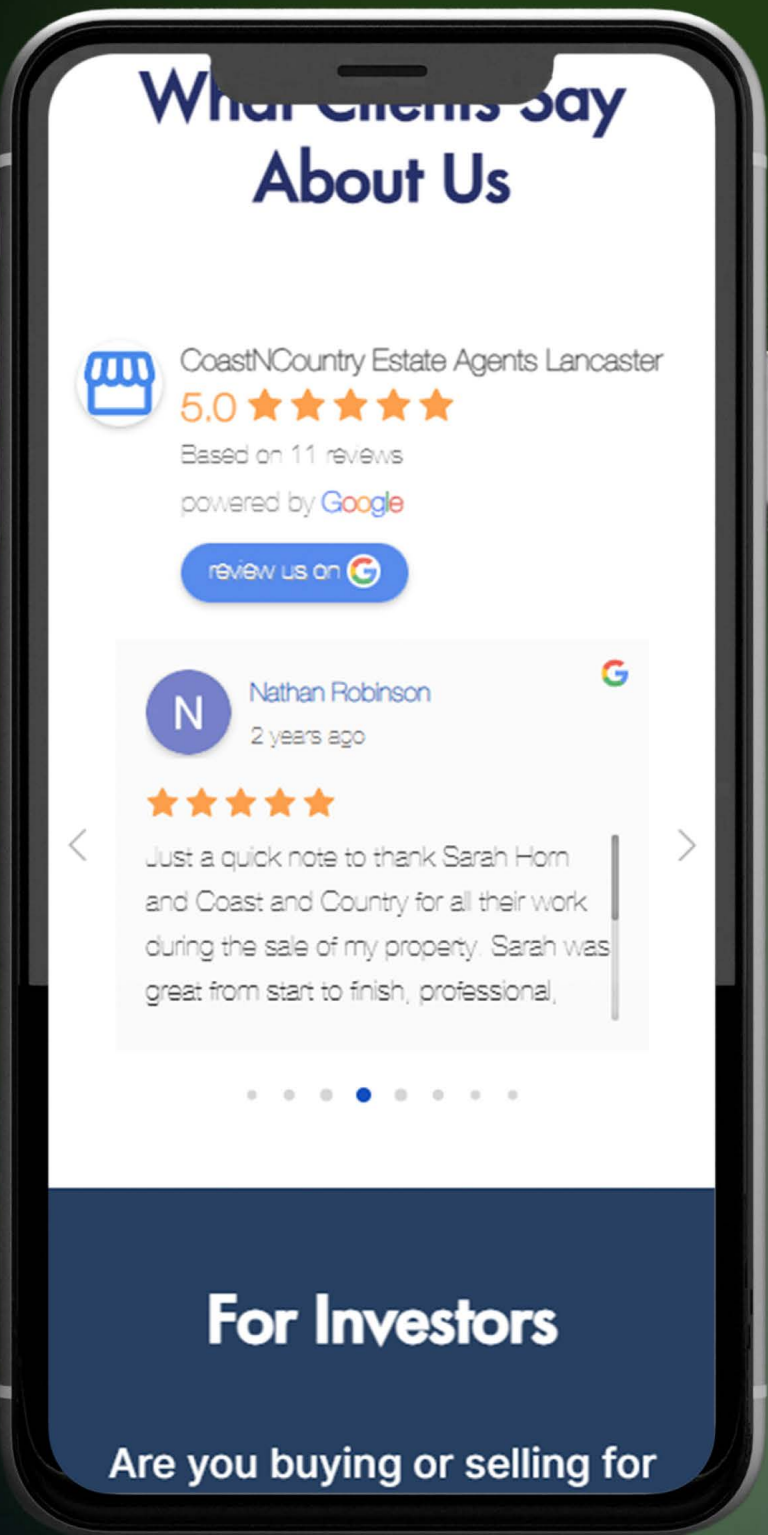 What Clients Say
About Us
CoastNCountry Estate Agents Lancaster
5.0
Based on 11 reviews
powered by Google
review us on G
N
Nathan Robinson
G
2 years ago
Just a quick note to thank Sarah Horn
and Coast and Country for all their work
during the sale of my property. Sarah was
great from start to finish, professional,
For Investors
Are you buying or selling for